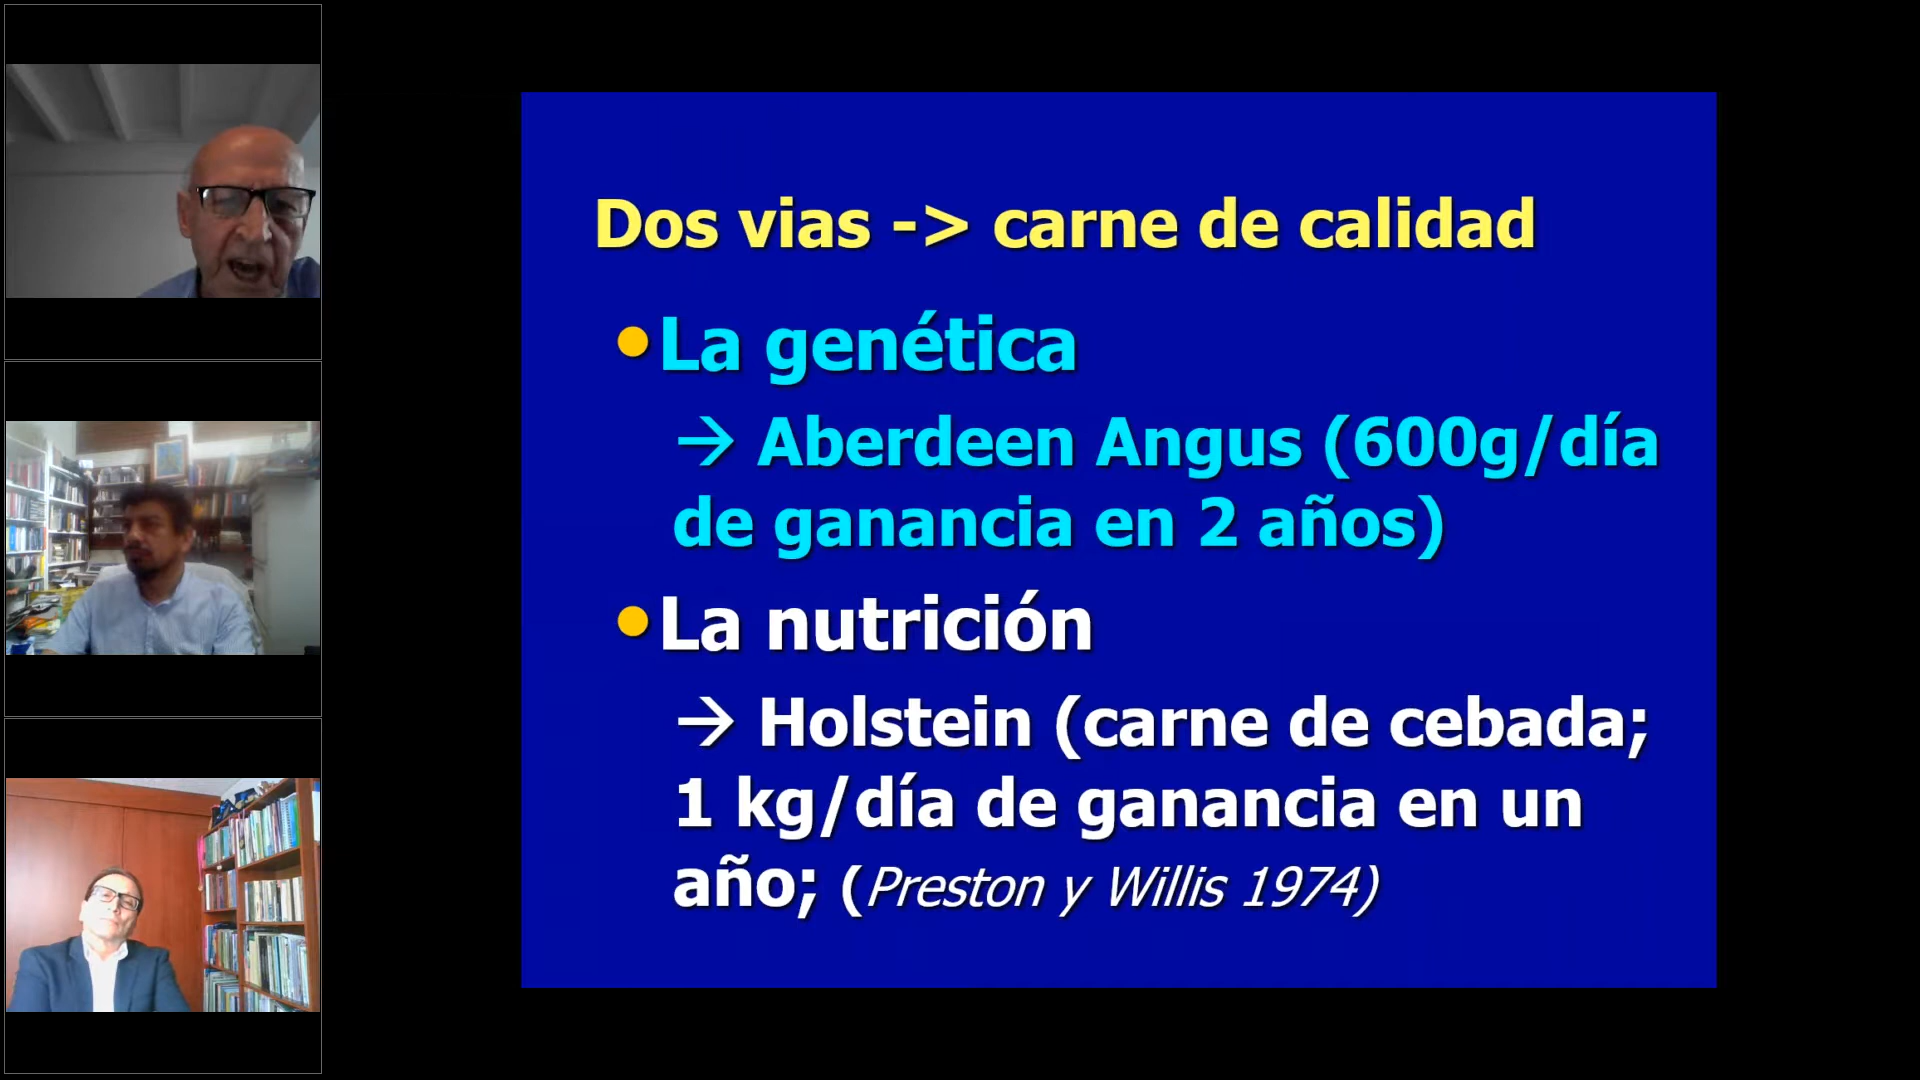 Dos vias -> carne de calidad
•La genética
→ Aberdeen Angus (600g/día
de ganancia en 2 años)
•La nutrición
→ Holstein (carne de cebada;
1 kg/día de ganancia en un
año; (Preston y Willis 1974)